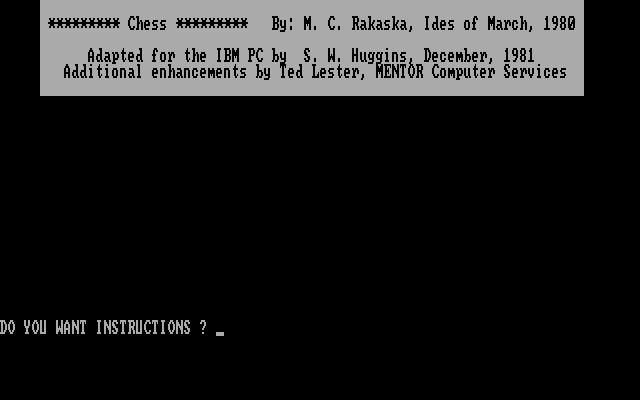 ********* Chess *********   By: M. C. Rakaska, Ides of March, 1980
Adapted for the IBM PC by  S. W. Huggins, December, 1981
Additional enhancements by Ted Lester, MENTOR Computer Services
DO YOU WANT INSTRUCTIONS ? _